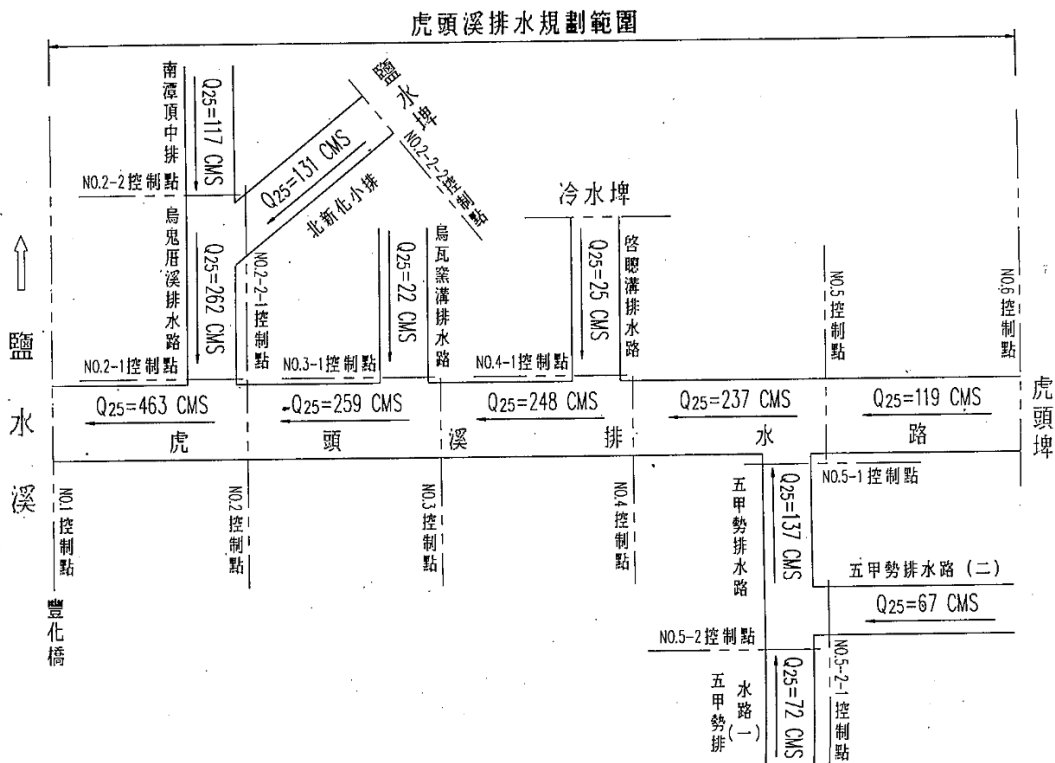 虎頭溪排水規劃範圍
南潭頂中排
Q25=117 CMS
鹽水埤
Q25=131 CMS
北新化小排
NO.2-2-2控制點
NO.2-2控制點
烏鬼厝溪排水路
Q25=262 CMS
NO.2-2-1控制點
Q25=22 CMS
烏瓦窯溝排水路
冷水埤
Q25=25 CMS
啓聰溝排水路
NO.5控制點
NO.6控制點
NO.2-1控制點
NO.3-1控制點
NO.4-1控制點
鹽水溪
Q25=463 CMS
Q25=259 CMS
Q25=248 CMS
Q25=237 CMS
Q25=119 CMS
虎頭溪排水路
虎頭埤
NO.1控制點
NO.2控制點
NO.3控制點
NO.4控制點
五甲勢排水路
Q25=137 CMS
NO.5-1控制點
五甲勢排水路(二)
Q25=67 CMS
豐化橋
NO.5-2控制點
五甲勢排
水路(一)
Q25=72 CMS
NO.5-2-1控制點